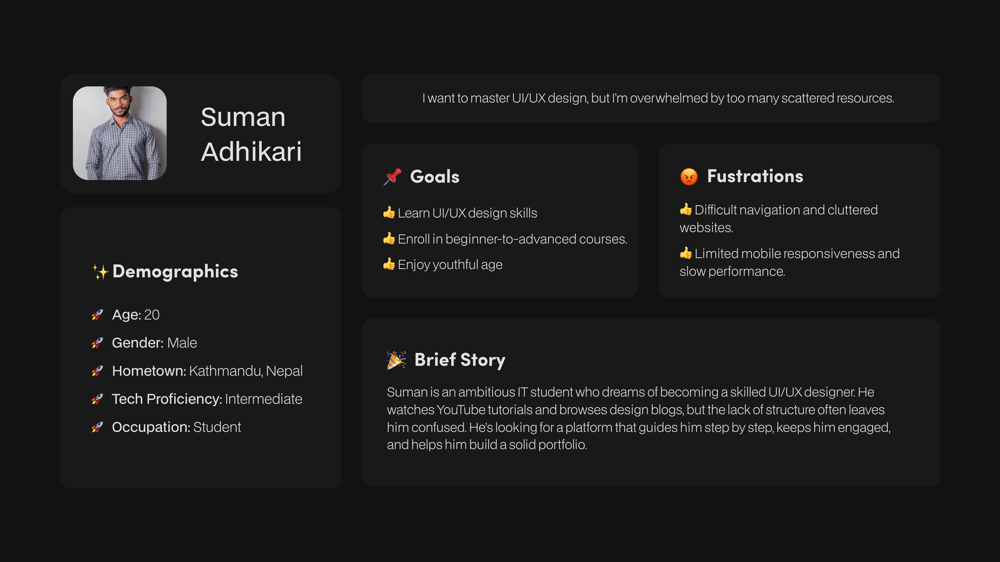 Suman
Adhikari
I want to master UI/UX design, but I’m overwhelmed by too many scattered resources.
📌 Goals
👍 Learn UI/UX design skills
👍 Enroll in beginner-to-advanced courses.
👍 Enjoy youthful age
😡 Fustrations
👍 Difficult navigation and cluttered
websites.
👍 Limited mobile responsiveness and
slow performance.
✨ Demographics
🚀 Age: 20
🚀 Gender: Male
🚀 Hometown: Kathmandu, Nepal
🚀 Tech Proficiency: Intermediate
🚀 Occupation: Student
🎉 Brief Story
Suman is an ambitious IT student who dreams of becoming a skilled UI/UX designer. He
watches YouTube tutorials and browses design blogs, but the lack of structure often leaves
him confused. He’s looking for a platform that guides him step by step, keeps him engaged,
and helps him build a solid portfolio.